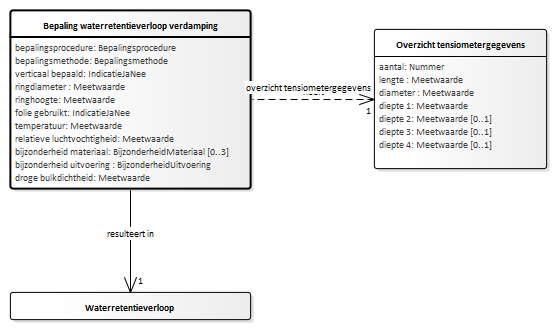 Bepaling waterretentieverloop verdamping
bepalingsprocedure: Bepalingsprocedure
bepalingsmethode: Bepalingsmethode
verticaal bepaald: IndicatieJaNee
ringdiameter : Meetwaarde
ringhoogte: Meetwaarde
folie gebruikt: IndicatieJaNee
temperatuur: Meetwaarde
relatieve luchtvochtigheid: Meetwaarde
bijzonderheid materiaal: BijzonderheidMateriaal [0..3]
bijzonderheid uitvoering : BijzonderheidUitvoering
droge bulkdichtheid: Meetwaarde
overzicht tensiometergegevens
1
Overzicht tensiometergegevens
aantal: Nummer
lengte : Meetwaarde
diameter : Meetwaarde
diepte 1: Meetwaarde
diepte 2: Meetwaarde [0..1]
diepte 3: Meetwaarde [0..1]
diepte 4: Meetwaarde [0..1]
resulteert in
1
Waterretentieverloop